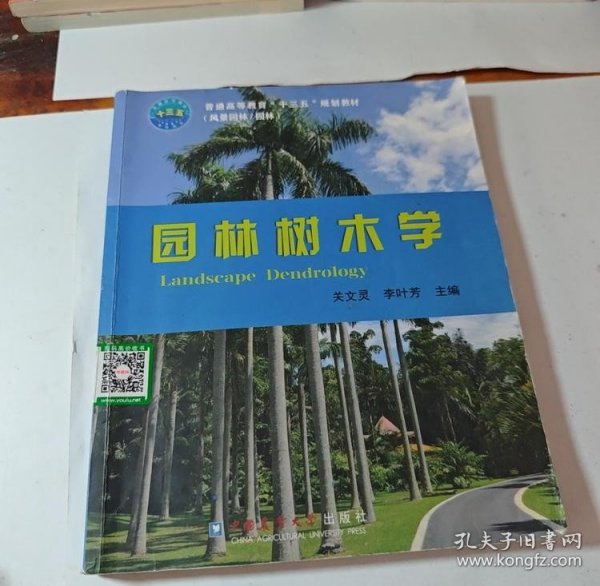 普通高等教育“十三五”规划教材
（风景园林/园林
十三五
园林树木学
Landscape Dendrology
关文灵 李叶芳 主编
www.youlu.net
中国农业大学出版社
CHINA AGRICULTURAL UNIVERSITY PRESS
孔夫子旧书网
www.kongfz.com